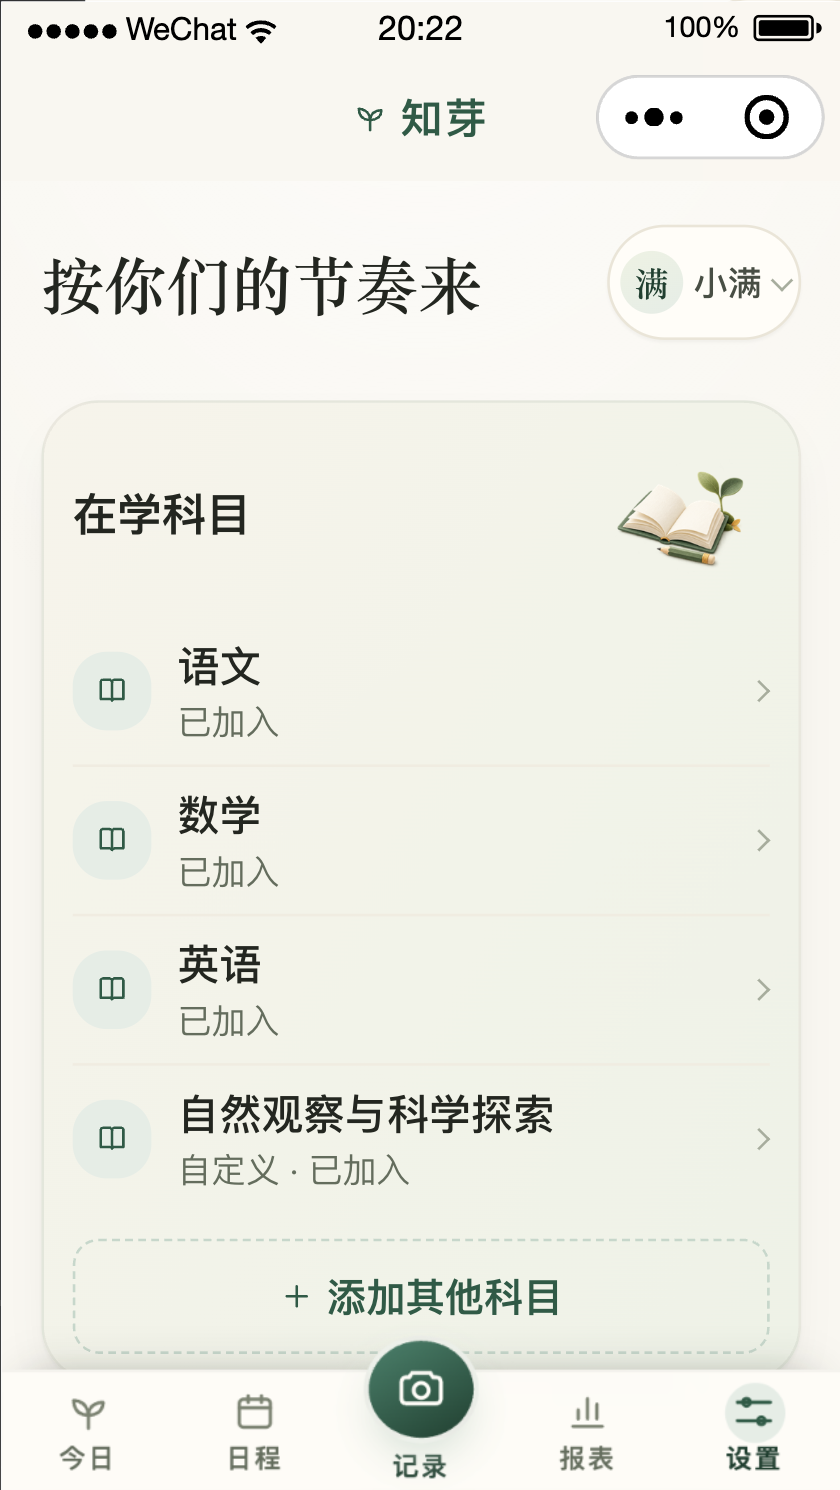 WeChat 20:22 100%
知芽
按你们的节奏来
满 小满
在学科目
语文
已加入
数学
已加入
英语
已加入
自然观察与科学探索
自定义 · 已加入
+ 添加其他科目
今日 日程 记录 报表 设置